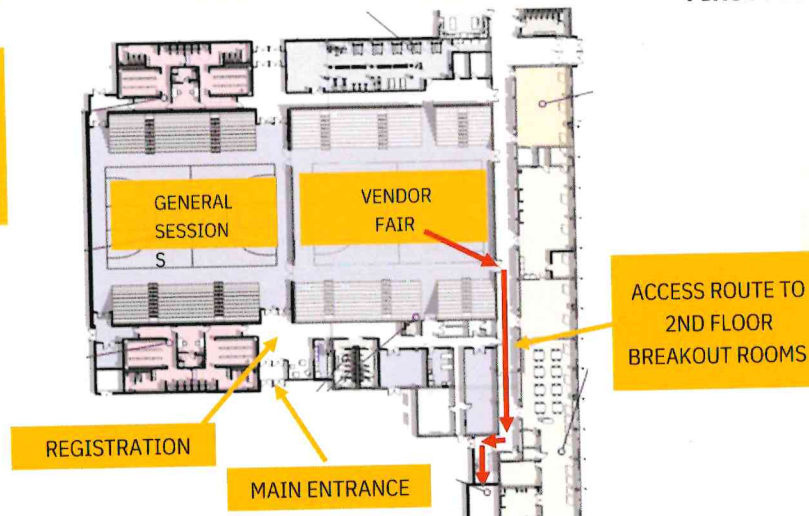 GENERAL
SESSION
S
VENDOR
FAIR
ACCESS ROUTE TO
2ND FLOOR
BREAKOUT ROOMS
REGISTRATION
MAIN ENTRANCE